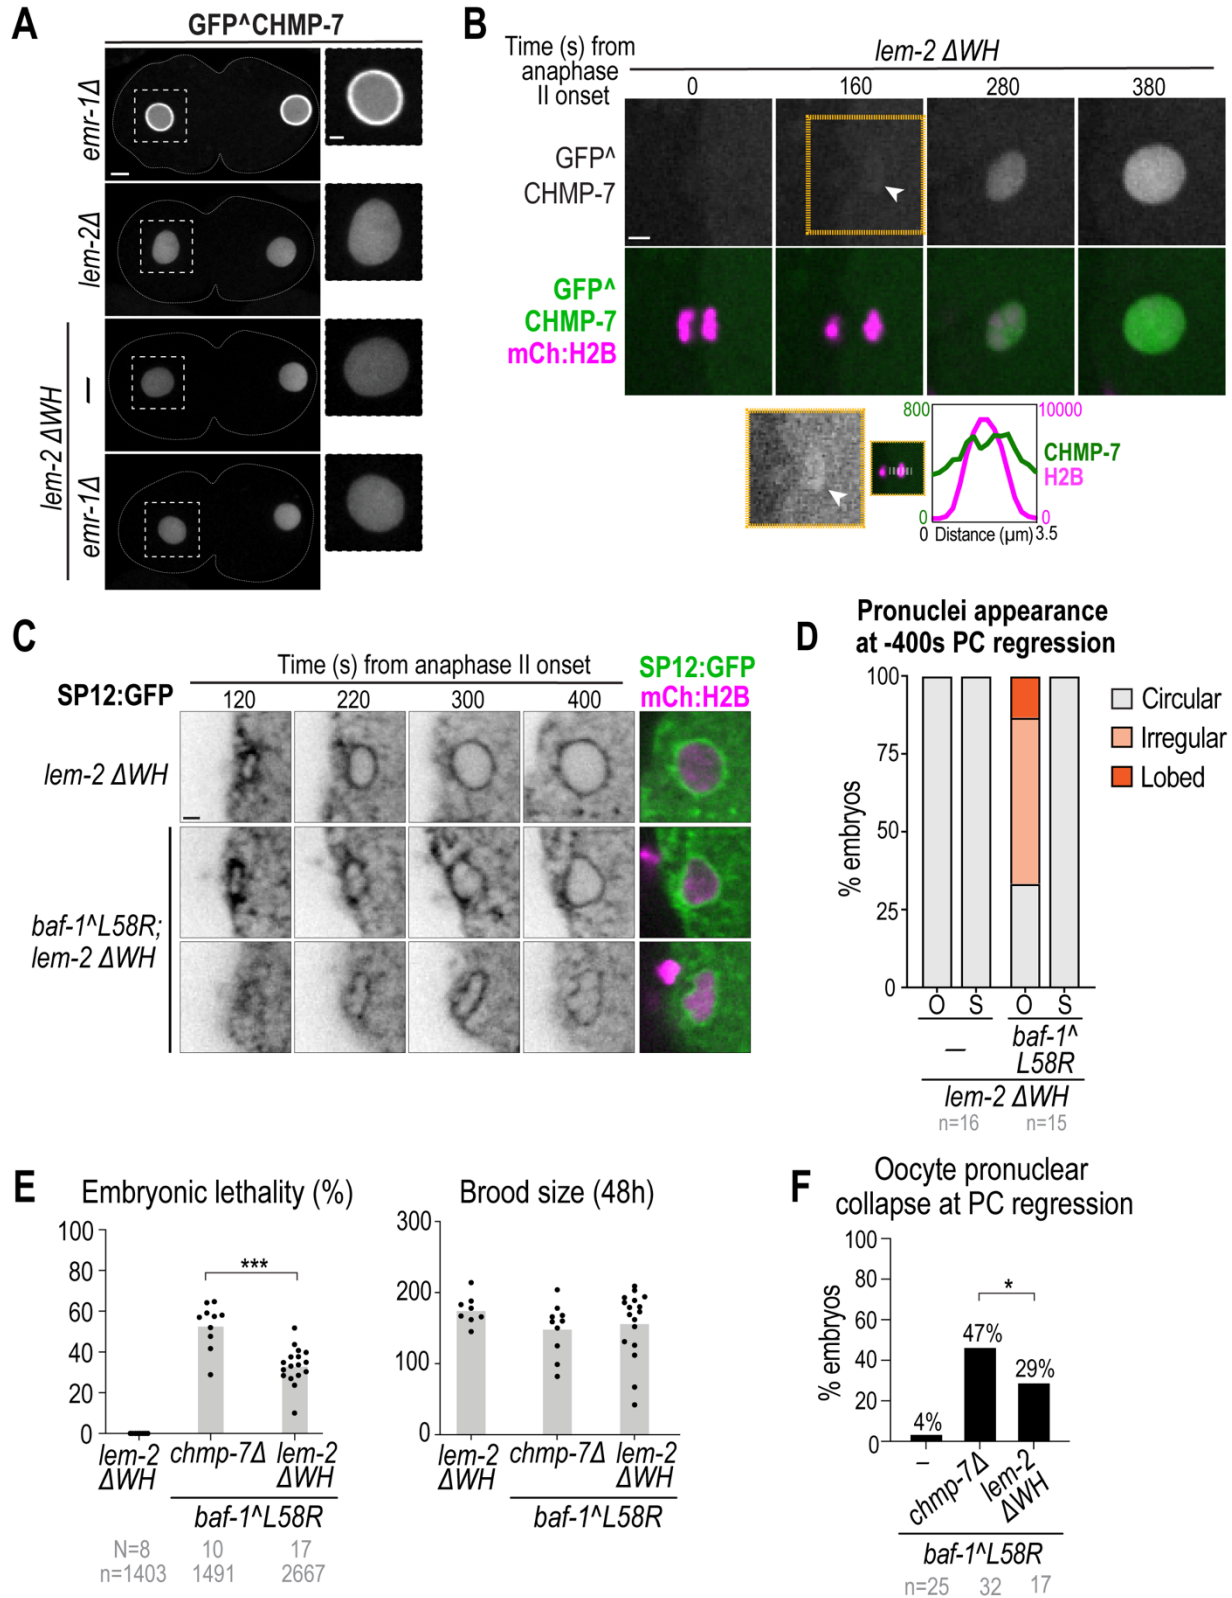 A
GFP^CHMP-7
emr-1Δ
lem-2Δ
lem-2 ΔWH
—
emr-1Δ
B
Time (s) from
anaphase
II onset
lem-2 ΔWH
0
160
280
380
GFP^
CHMP-7
GFP^
CHMP-7
mCh:H2B
800
10000
CHMP-7
H2B
0
0
0 Distance (µm) 3.5
C
Time (s) from anaphase II onset
SP12:GFP
120
220
300
400
SP12:GFP
mCh:H2B
lem-2 ΔWH
baf-1^L58R;
lem-2 ΔWH
D
Pronuclei appearance
at -400s PC regression
% embryos
100
75
50
25
0
O
S
O
S
Circular
Irregular
Lobed
—
baf-1^
L58R
lem-2 ΔWH
n=16
n=15
E
Embryonic lethality (%)
100
80
60
40
20
0
***
lem-2
ΔWH
chmp-7Δ
lem-2
ΔWH
baf-1^L58R
N=8
10
17
n=1403
1491
2667
Brood size (48h)
300
200
100
0
lem-2
ΔWH
chmp-7Δ
lem-2
ΔWH
baf-1^L58R
F
Oocyte pronuclear
collapse at PC regression
% embryos
100
80
60
40
20
0
4%
47%
29%
*
–
chmp-7Δ
lem-2
ΔWH
baf-1^L58R
n=25
32
17